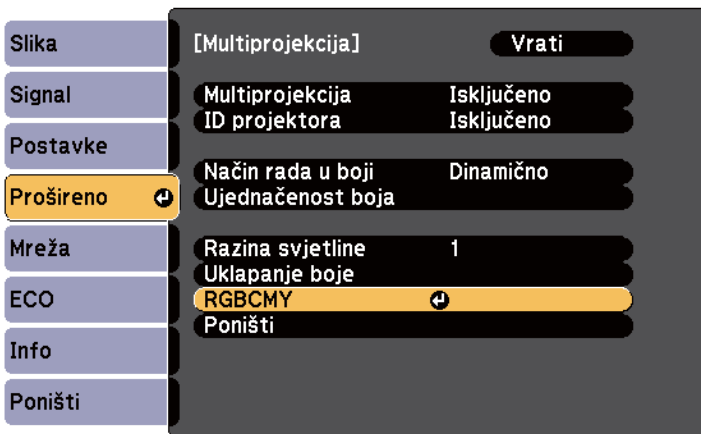 Slika
Signal
Postavke
Prošireno
Mreža
ECO
Info
Poništi
[Multiprojekcija] Vrati
Multiprojekcija Isključeno
ID projektora Isključeno
Način rada u boji Dinamično
Ujednačenost boja
Razina svjetline 1
Uklapanje boje
RGBCMY
Poništi